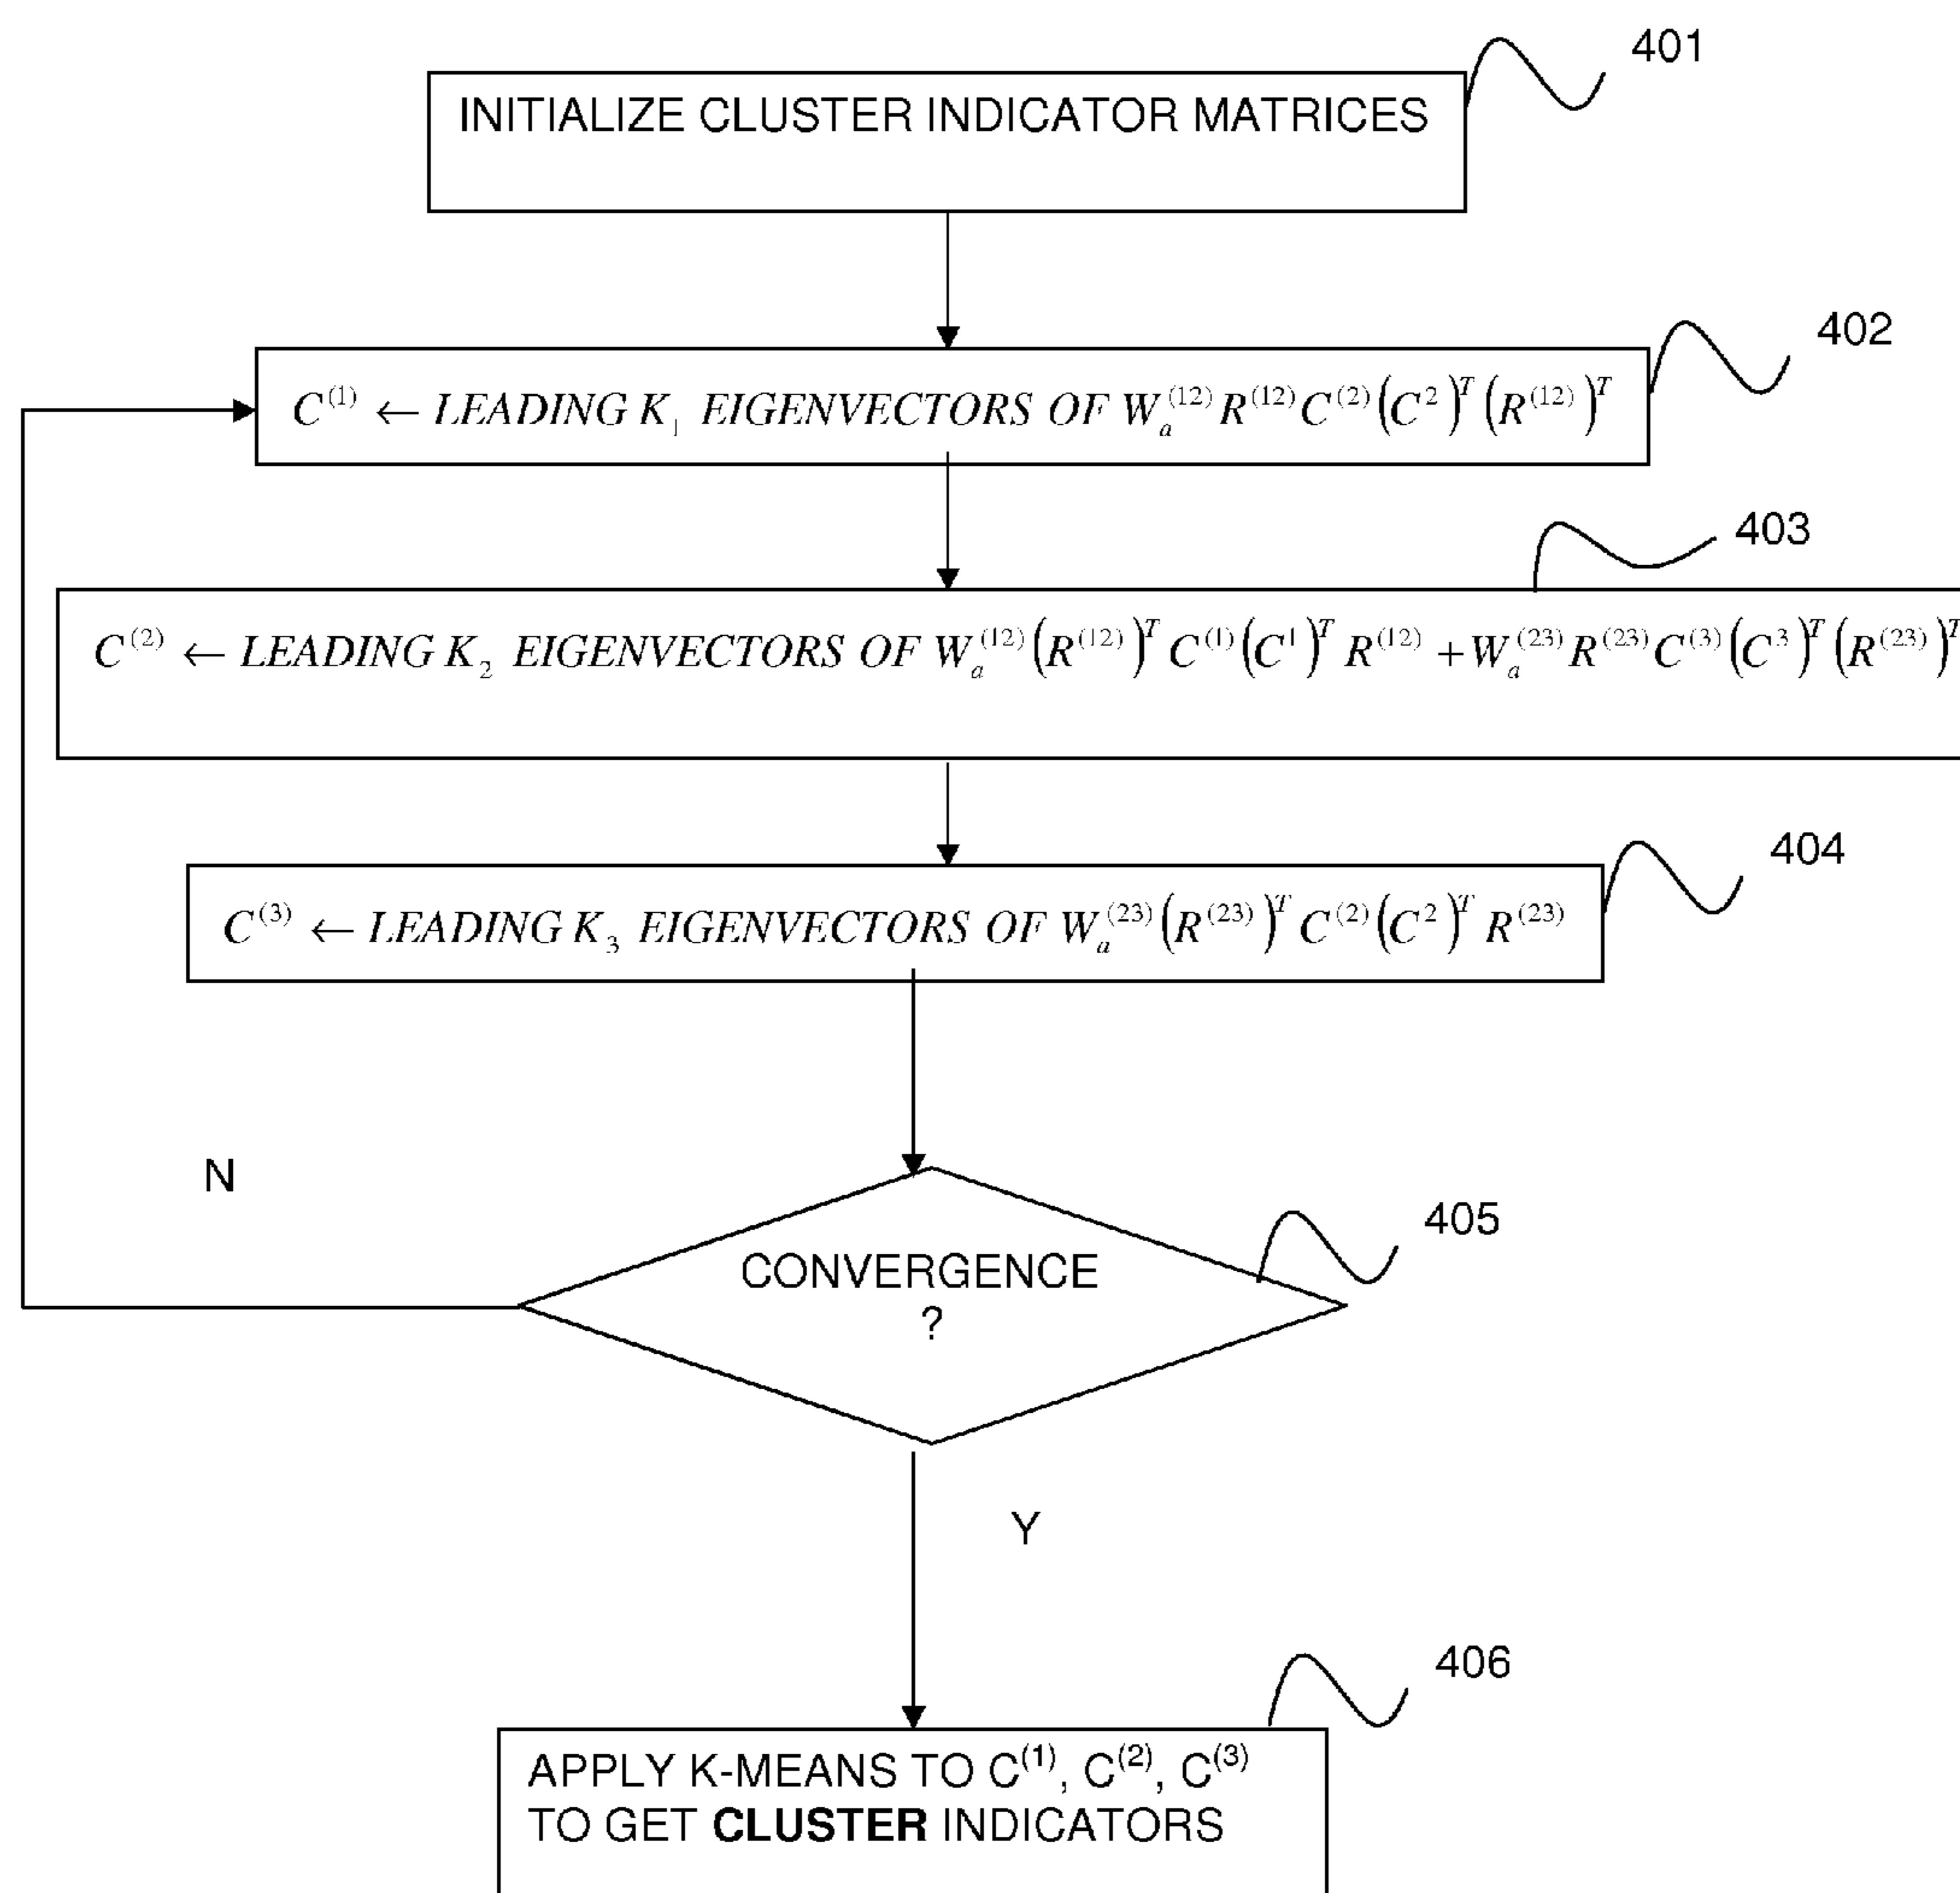 401
INITIALIZE CLUSTER INDICATOR MATRICES
402
C^{(1)} ← LEADING K_1 EIGENVECTORS OF W_a^{(12)} R^{(12)} C^{(2)} (C^2)^T (R^{(12)})^T
403
C^{(2)} ← LEADING K_2 EIGENVECTORS OF W_a^{(12)} (R^{(12)})^T C^{(1)} (C^1)^T R^{(12)} + W_a^{(23)} R^{(23)} C^{(3)} (C^3)^T (R^{(23)})^T
404
C^{(3)} ← LEADING K_3 EIGENVECTORS OF W_a^{(23)} (R^{(23)})^T C^{(2)} (C^2)^T R^{(23)}
N
405
CONVERGENCE
?
Y
406
APPLY K-MEANS TO C^{(1)}, C^{(2)}, C^{(3)}
TO GET CLUSTER INDICATORS